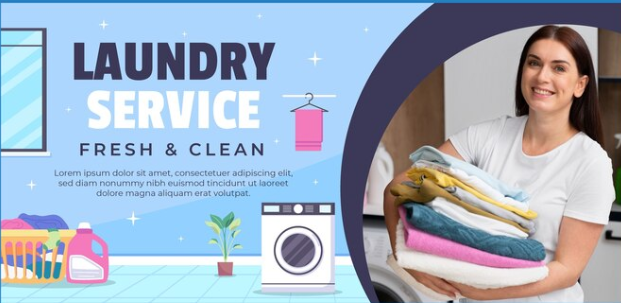 LAUNDRY
SERVICE
FRESH & CLEAN
Lorem ipsum dolor sit amet, consectetuer adipiscing elit,
sed diam nonummy nibh euismod tincidunt ut laoreet
dolore magna aliquam erat volutpat.